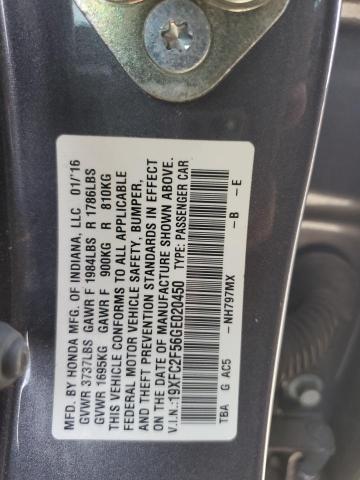 MFD. BY HONDA MFG. OF INDIANA, LLC 01/'16
GVWR 3737LBS GAWR F 1984LBS R 1786LBS
GVWR 1695KG GAWR F 900KG R 810KG
THIS VEHICLE CONFORMS TO ALL APPLICABLE
FEDERAL MOTOR VEHICLE SAFETY, BUMPER,
AND THEFT PREVENTION STANDARDS IN EFFECT
ON THE DATE OF MANUFACTURE SHOWN ABOVE.
V.I.N.:19XFC2F56GE020450 TYPE: PASSENGER CAR
TBA G AC5 -NH797MX -B -E